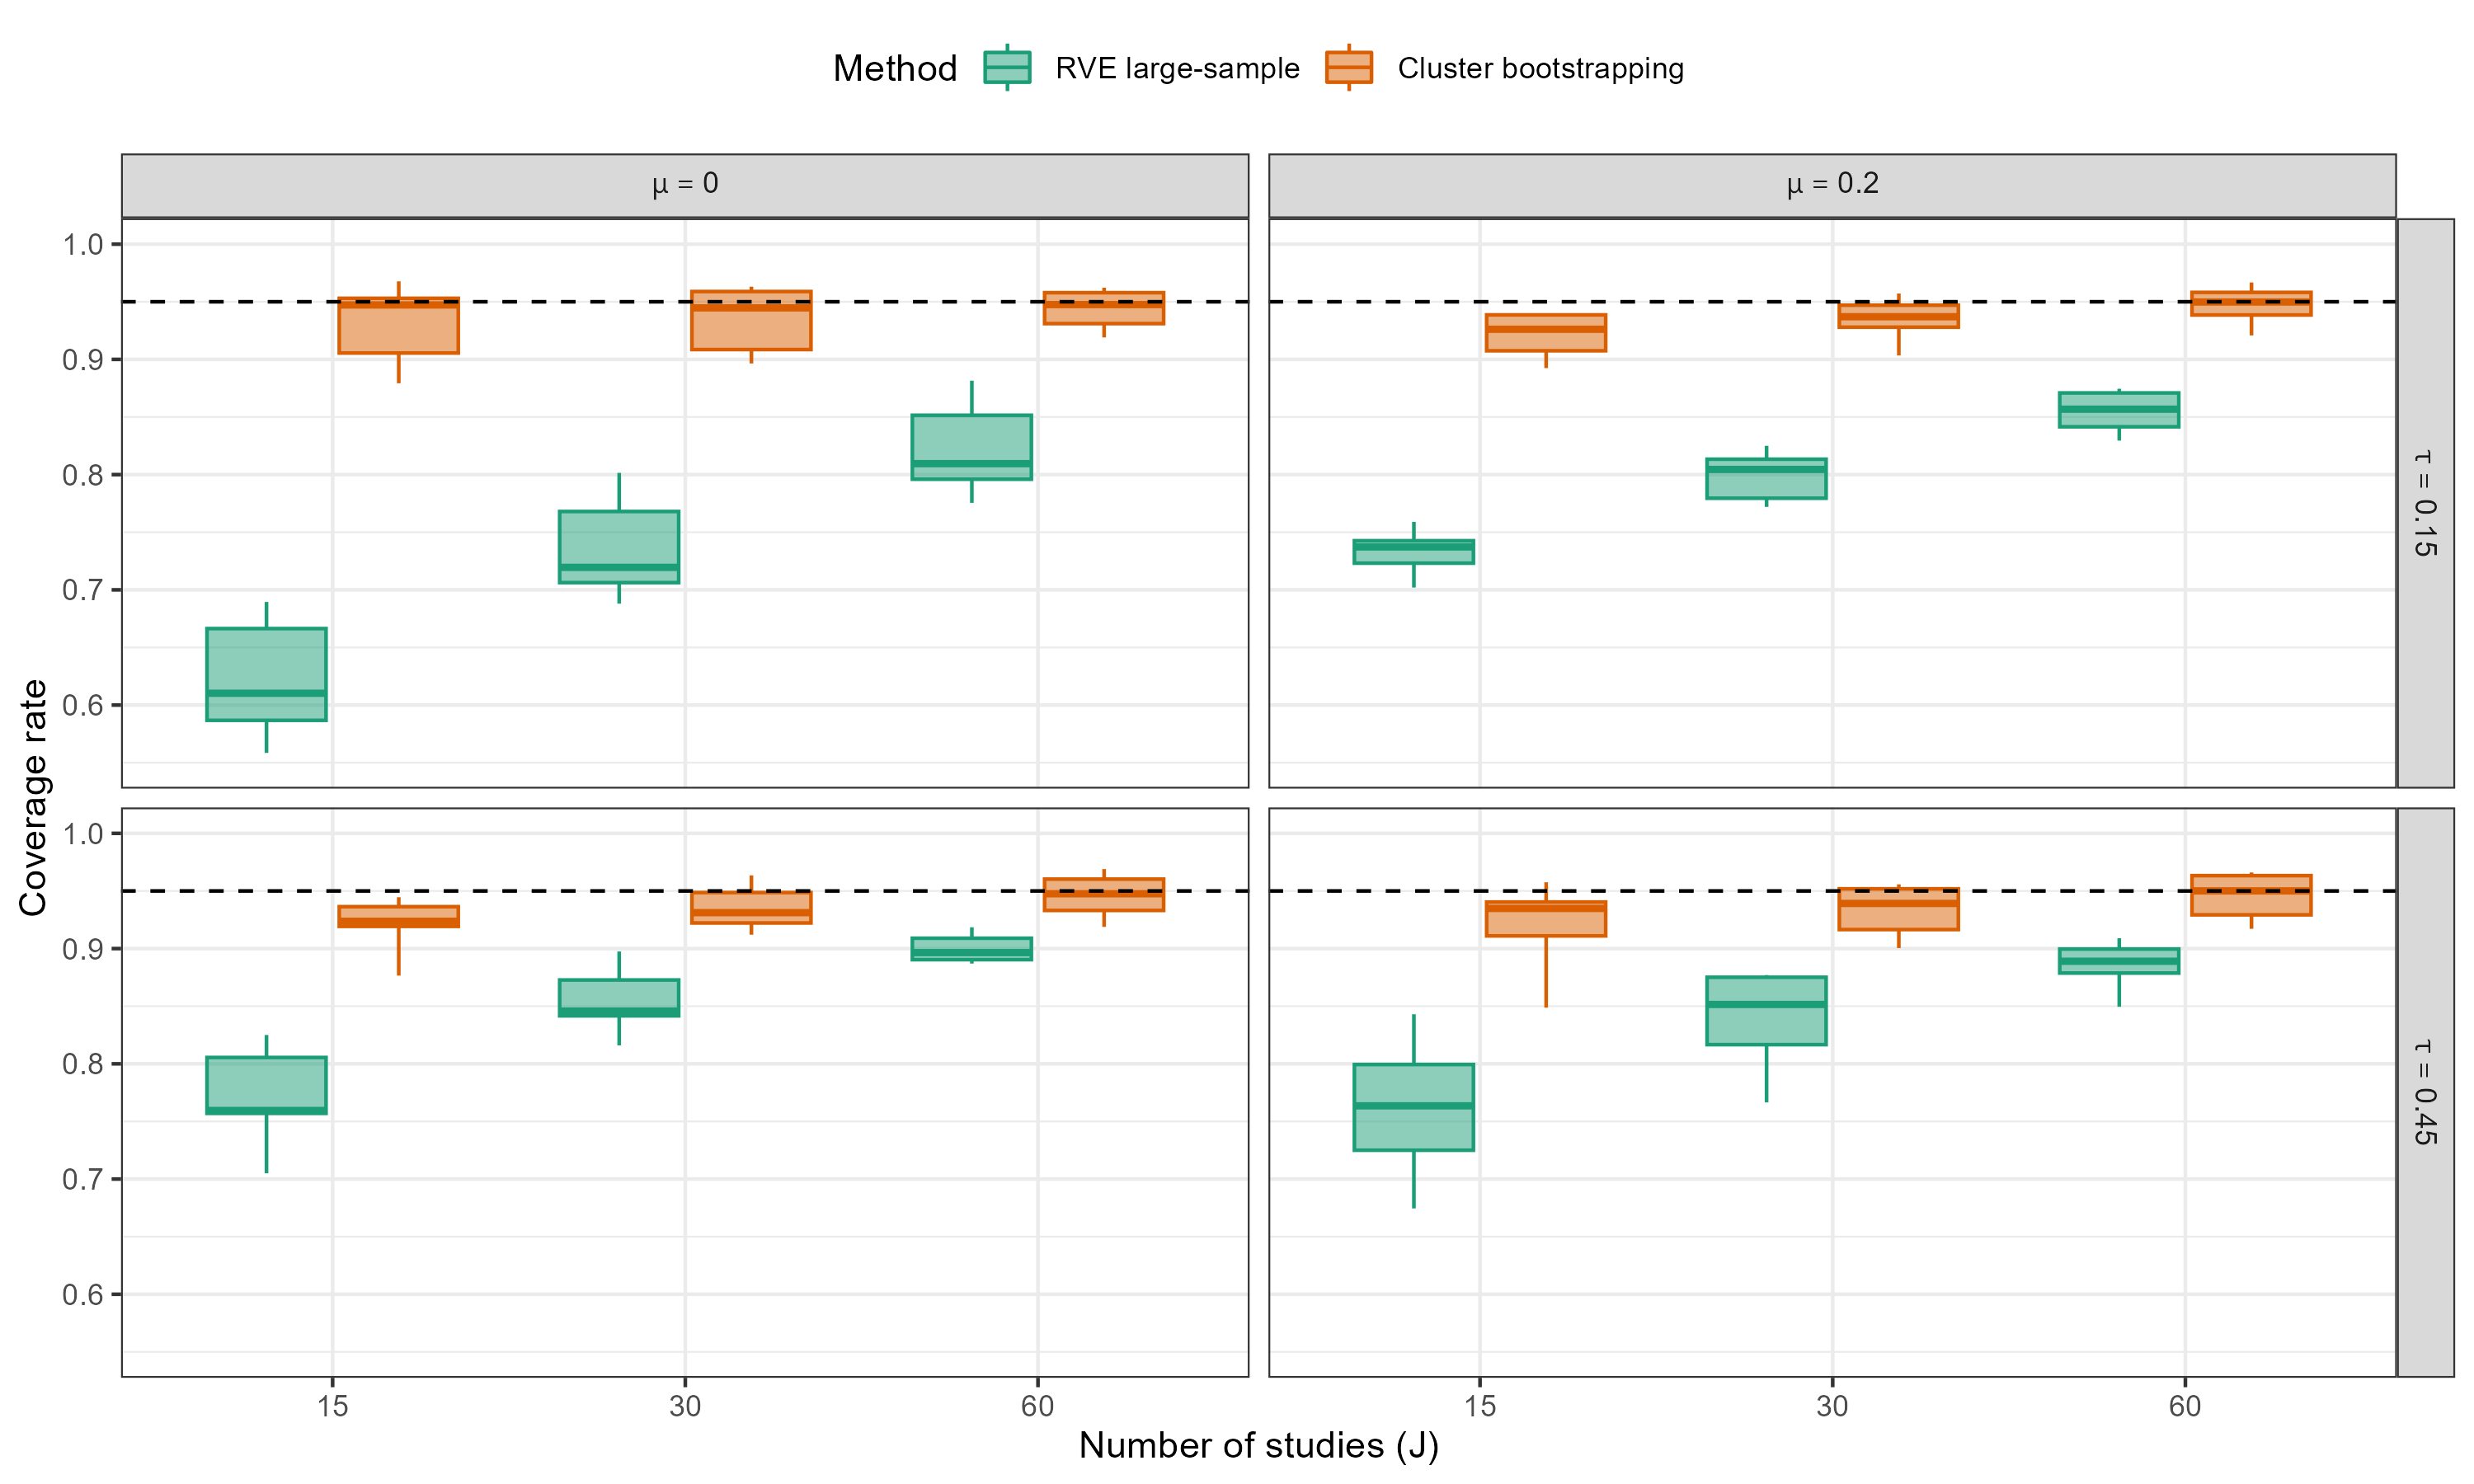 Method RVE large-sample Cluster bootstrapping
μ = 0
μ = 0.2
1.0
0.9
0.8
0.7
0.6
τ = 0.15
Coverage rate
1.0
0.9
0.8
0.7
0.6
τ = 0.45
15 30 60 15 30 60
Number of studies (J)